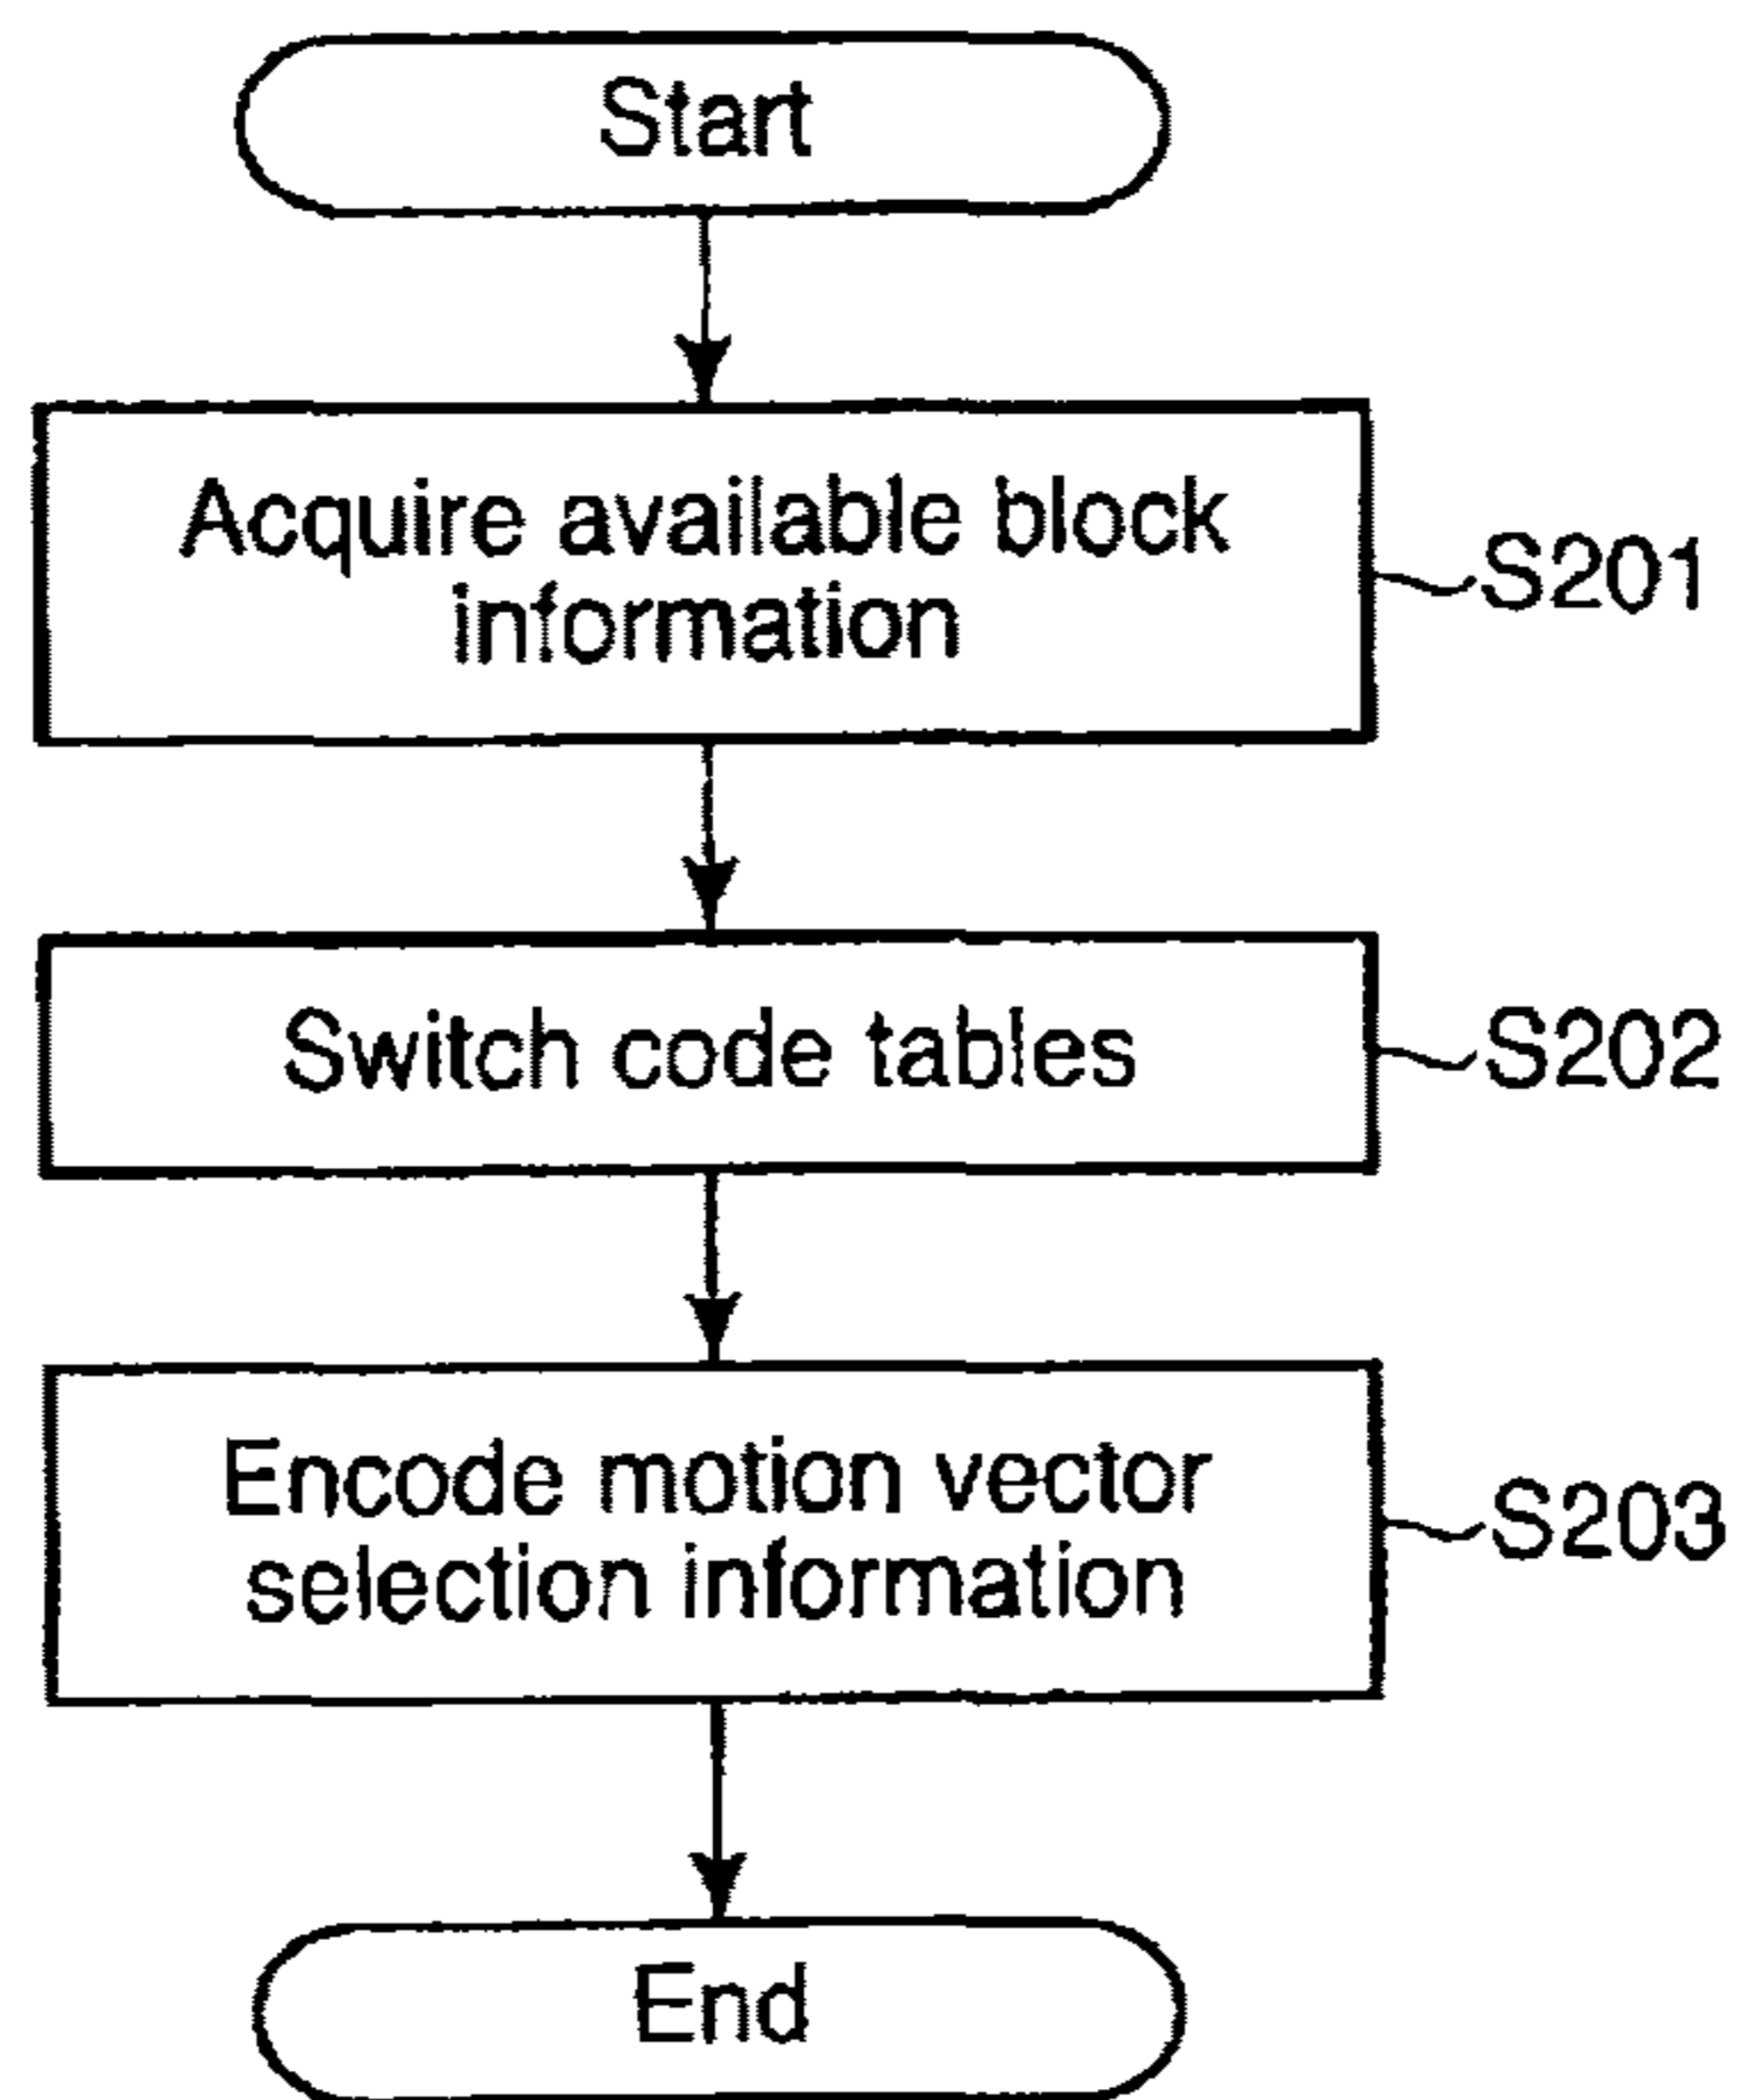 Start
Acquire available block
information
S201
Switch code tables
S202
Encode motion vector
selection information
S203
End